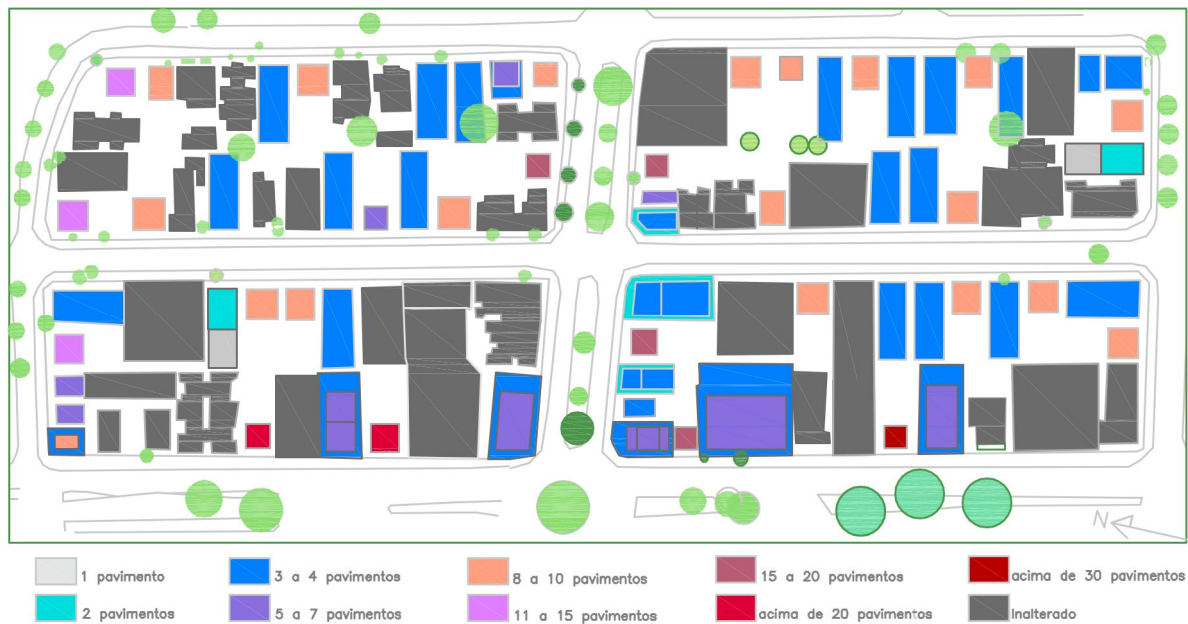 N
1 pavimento
3 a 4 pavimentos
8 a 10 pavimentos
15 a 20 pavimentos
acima de 30 pavimentos
2 pavimentos
5 a 7 pavimentos
11 a 15 pavimentos
acima de 20 pavimentos
Inalterado